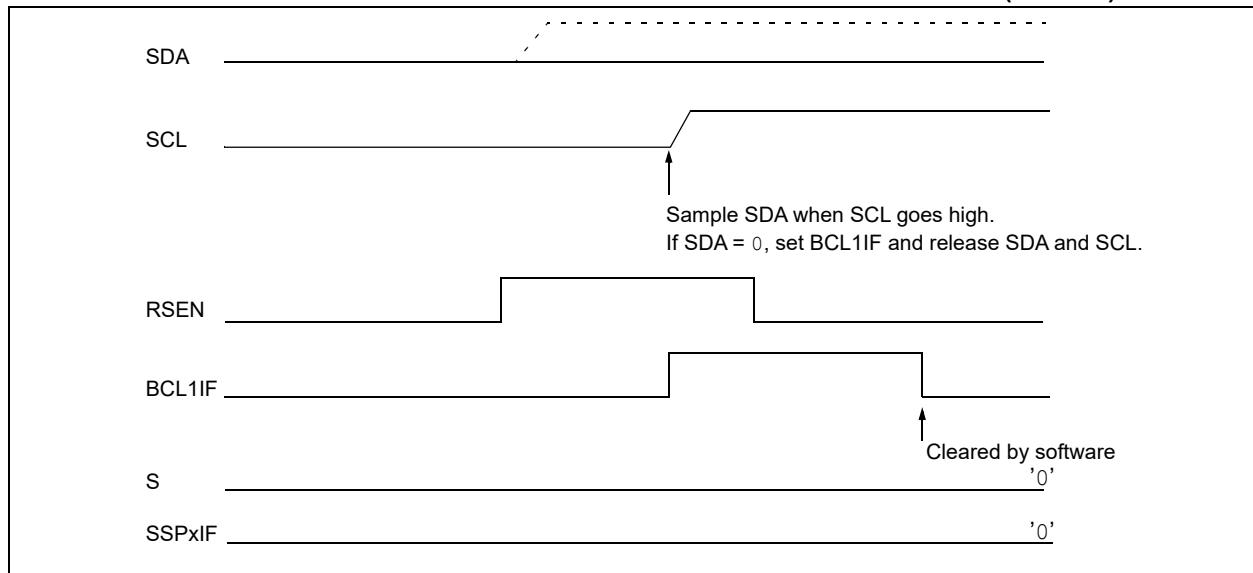 SDA
SCL
Sample SDA when SCL goes high.
If SDA = 0, set BCL1IF and release SDA and SCL.
RSEN
BCL1IF
Cleared by software
S '0'
SSPxIF '0'